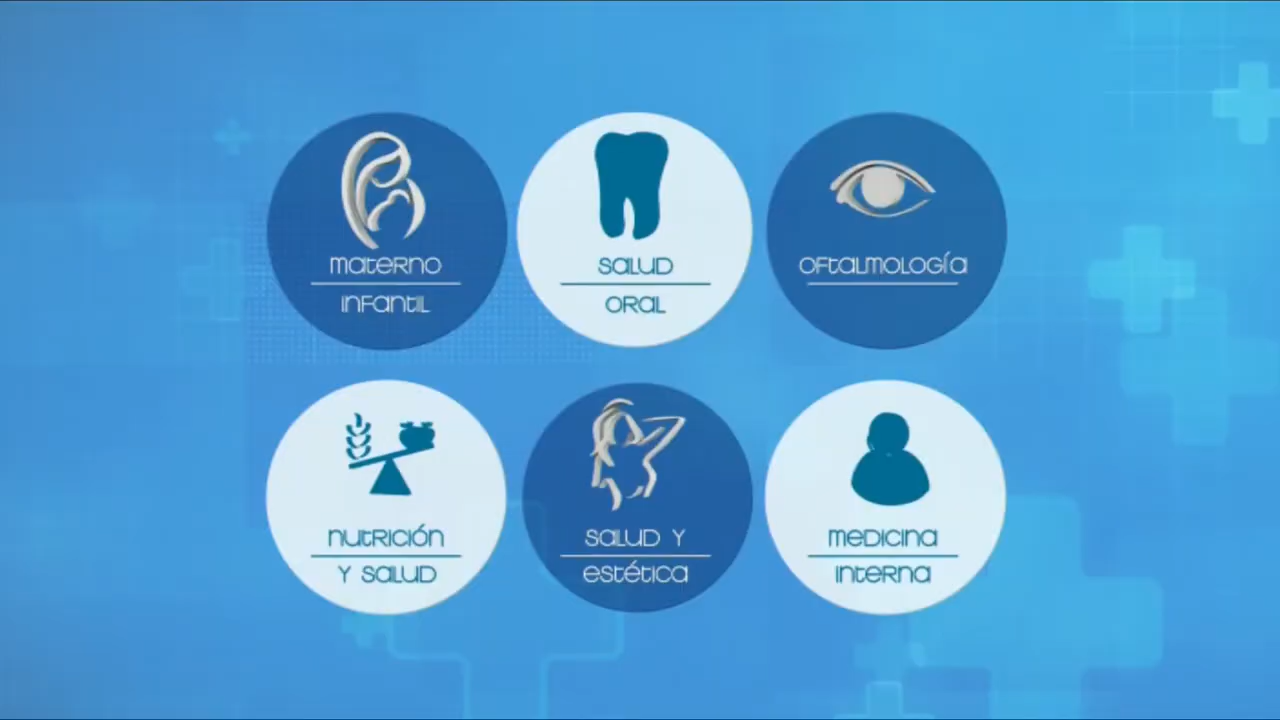 materno
infantil
salud
oral
oftalmología
nutrición
y salud
salud y
estética
medicina
interna